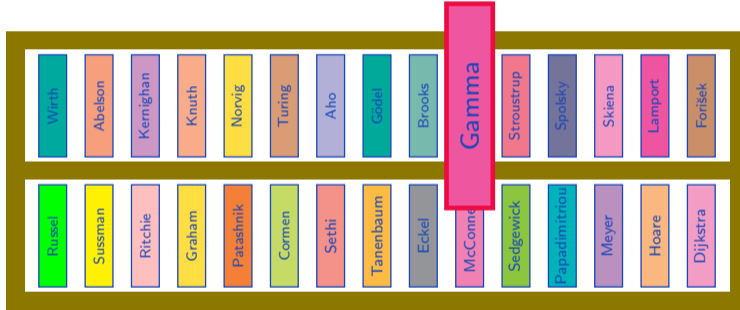 Wirth
Abelson
Kernighan
Knuth
Norvig
Turing
Aho
Gödel
Brooks
Gamma
Stroustrup
Spolsky
Skiena
Lamport
Forišek
Russel
Sussman
Ritchie
Graham
Patashnik
Cormen
Sethi
Tanenbaum
Eckel
McConne
Sedgewick
Papadimitriou
Meyer
Hoare
Dijkstra